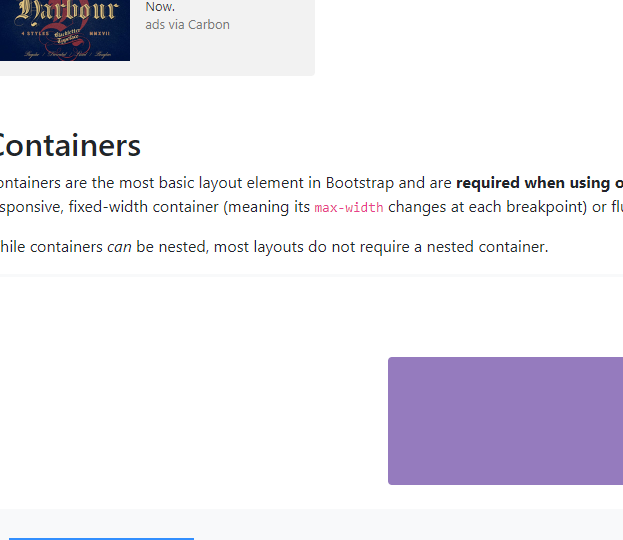 Harbour
4 STYLES
Blackletter
Typeface
MMXVII
Now.
ads via Carbon
Containers
ontainers are the most basic layout element in Bootstrap and are required when using o
sponsive, fixed-width container (meaning its max-width changes at each breakpoint) or flu
hile containers can be nested, most layouts do not require a nested container.